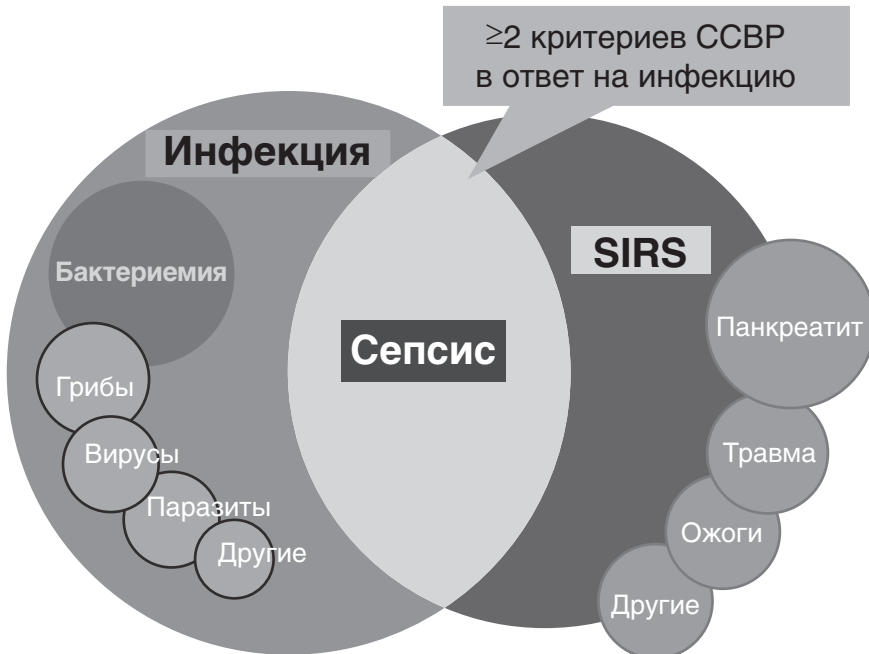 ≥2 критериев ССВР
в ответ на инфекцию
Инфекция
SIRS
Бактериемия
Сепсис
Панкреатит
Грибы
Вирусы
Травма
Паразиты
Ожоги
Другие
Другие